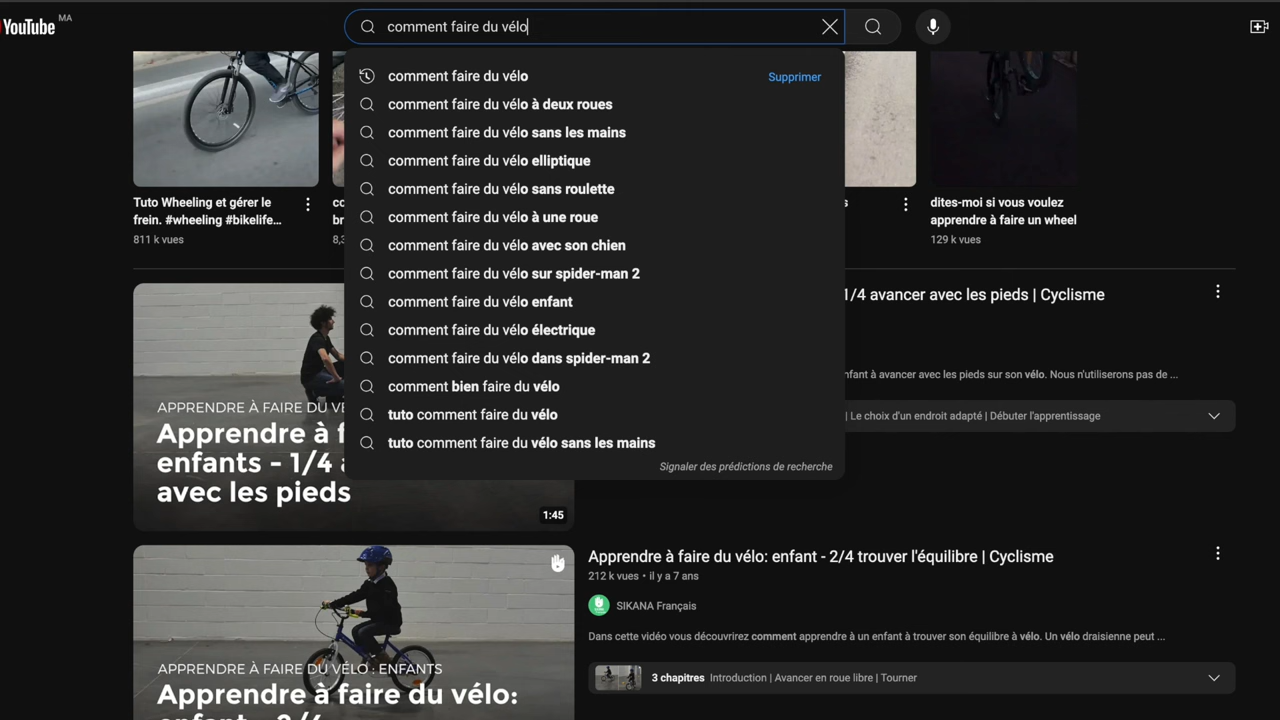 YouTube MA
comment faire du vélo
comment faire du vélo
Supprimer
comment faire du vélo à deux roues
comment faire du vélo sans les mains
comment faire du vélo elliptique
comment faire du vélo sans roulette
comment faire du vélo à une roue
comment faire du vélo avec son chien
comment faire du vélo sur spider-man 2
comment faire du vélo enfant
comment faire du vélo électrique
comment faire du vélo dans spider-man 2
comment bien faire du vélo
tuto comment faire du vélo
tuto comment faire du vélo sans les mains
Signaler des prédictions de recherche
Tuto Wheeling et gérer le
frein. #wheeling #bikelife...
811 k vues
dites-moi si vous voulez
apprendre à faire un wheel
129 k vues
APPRENDRE À FAIRE DU
enfants - 1/4
avec les pieds
1:45
1/4 avancer avec les pieds | Cyclisme
à avancer avec les pieds sur son vélo. Nous n'utiliserons pas de ...
| Le choix d'un endroit adapté | Débuter l'apprentissage
APPRENDRE À FAIRE DU VÉLO : ENFANTS
Apprendre à faire du vélo:
Apprendre à faire du vélo: enfant - 2/4 trouver l'équilibre | Cyclisme
212 k vues • il y a 7 ans
SIKANA Français
Dans cette vidéo vous découvrirez comment apprendre à un enfant à trouver son équilibre à vélo. Un vélo draisienne peut ...
3 chapitres Introduction | Avancer en roue libre | Tourner